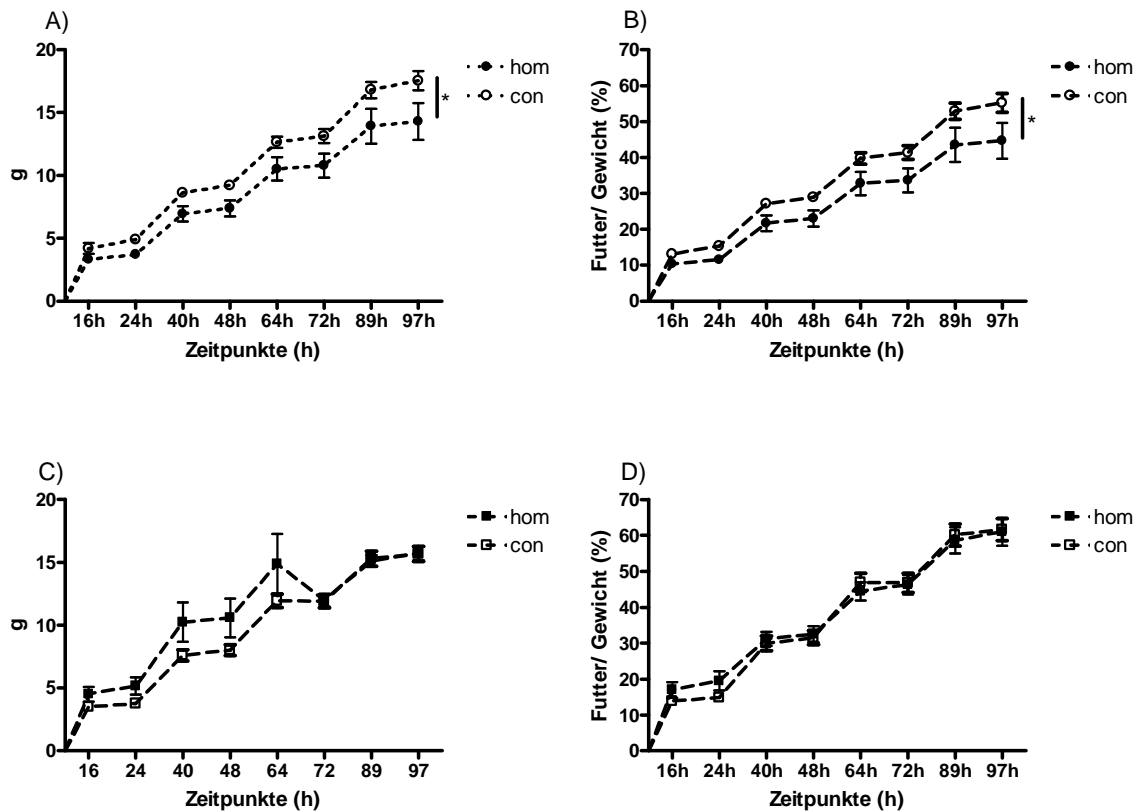 A)
20
15
10
5
0
g
16h 24h 40h 48h 64h 72h 89h 97h
Zeitpunkte (h)
hom
con
*
B)
70
60
50
40
30
20
10
0
Futter/ Gewicht (%)
16h 24h 40h 48h 64h 72h 89h 97h
Zeitpunkte (h)
hom
con
*
C)
20
15
10
5
0
g
16 24 40 48 64 72 89 97
Zeitpunkte (h)
hom
con
D)
70
60
50
40
30
20
10
0
Futter/ Gewicht (%)
16h 24h 40h 48h 64h 72h 89h 97h
Zeitpunkte (h)
hom
con